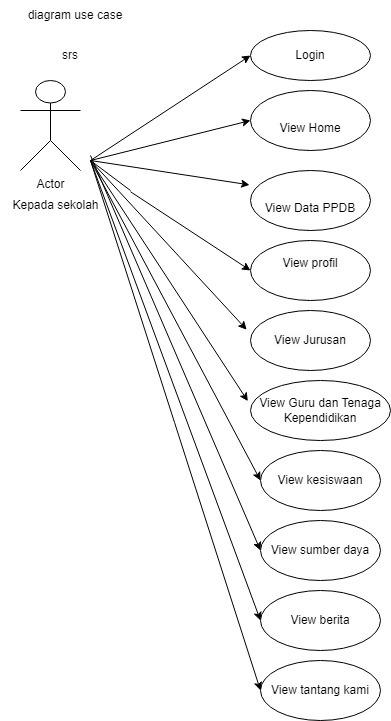 diagram use case
srs
Actor
Kepada sekolah
Login
View Home
View Data PPDB
View profil
View Jurusan
View Guru dan Tenaga
Kependidikan
View kesiswaan
View sumber daya
View berita
View tantang kami